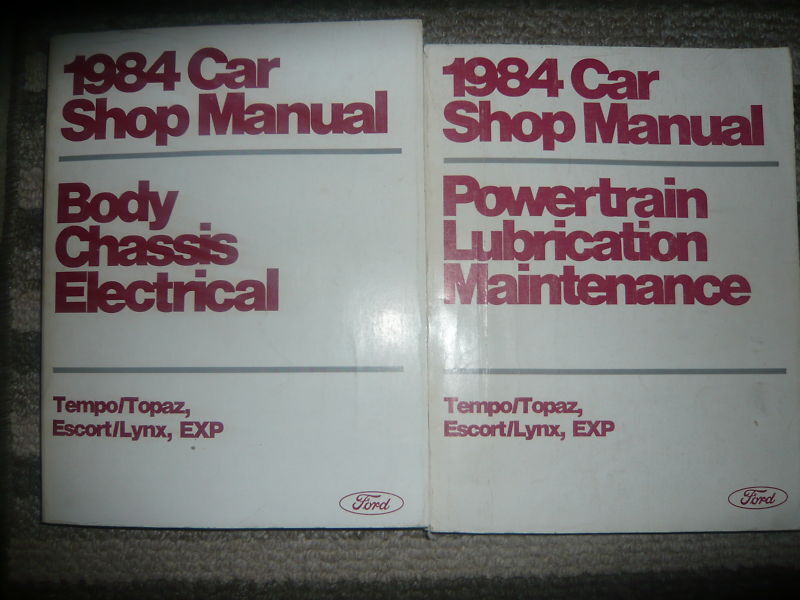 1984 Car
Shop Manual
Body
Chassis
Electrical
Tempo/Topaz,
Escort/Lynx, EXP
Ford
1984 Car
Shop Manual
Powertrain
Lubrication
Maintenance
Tempo/Topaz,
Escort/Lynx, EXP
Ford